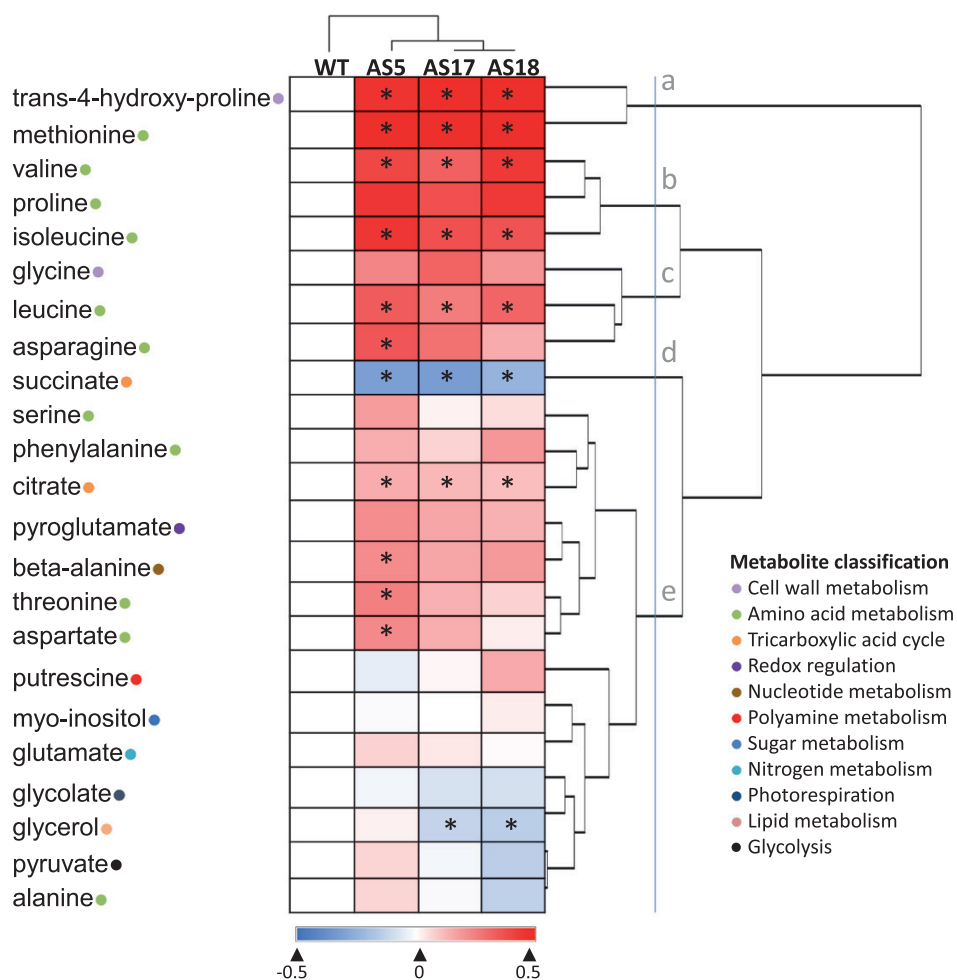 WT AS5 AS17 AS18
trans-4-hydroxy-proline * * * a
methionine * * *
valine * * *
proline b
isoleucine * * *
glycine c
leucine * * *
asparagine * d
succinate * * *
serine
phenylalanine
citrate * * *
pyroglutamate
beta-alanine *
threonine * e
aspartate *
putrescine
myo-inositol
glutamate
glycolate
glycerol * *
pyruvate
alanine
Metabolite classification
Cell wall metabolism
Amino acid metabolism
Tricarboxylic acid cycle
Redox regulation
Nucleotide metabolism
Polyamine metabolism
Sugar metabolism
Nitrogen metabolism
Photorespiration
Lipid metabolism
Glycolysis
-0.5 0 0.5